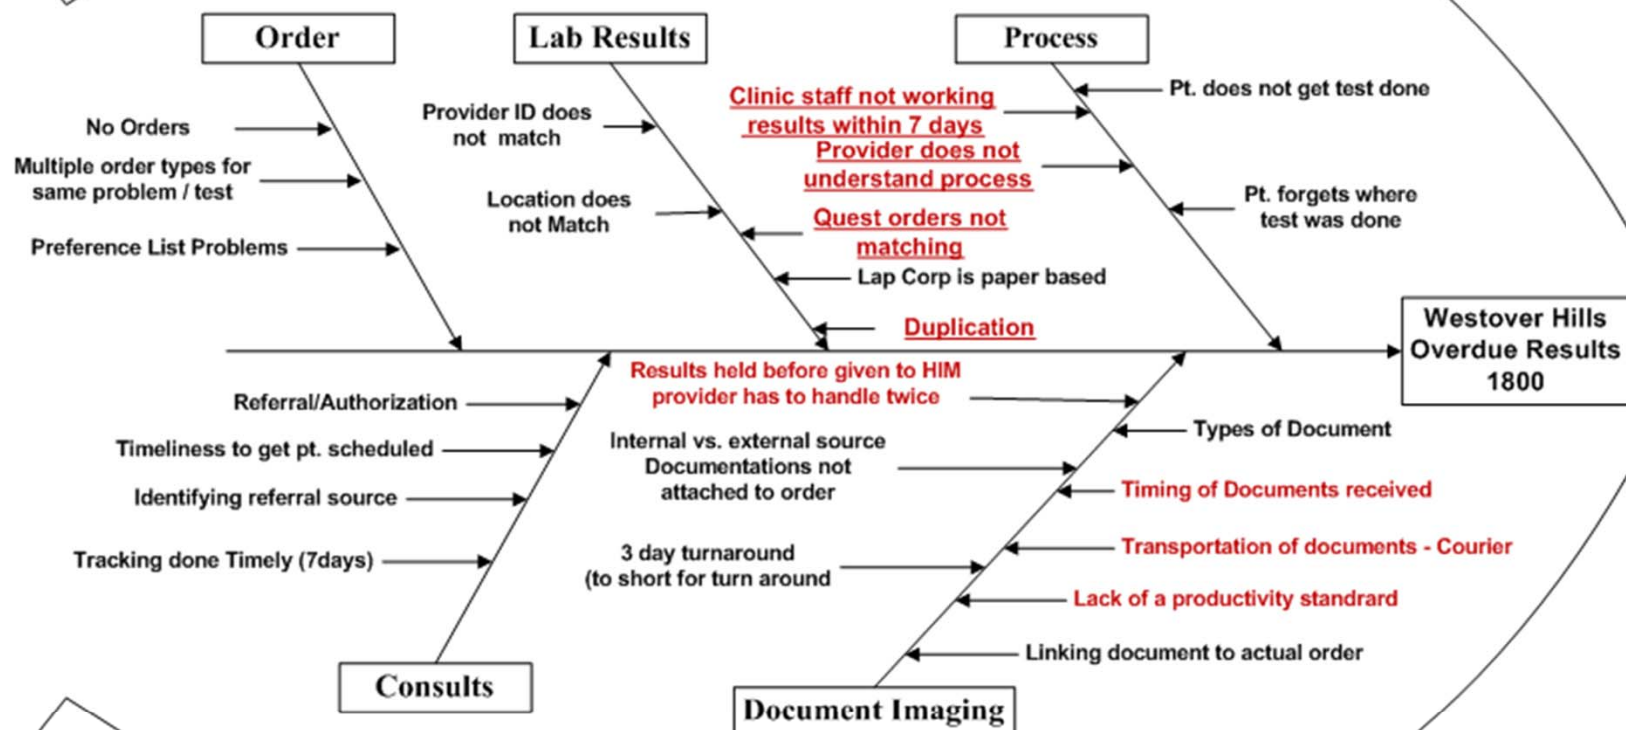 Order
Lab Results
Process
No Orders
Multiple order types for
same problem / test
Preference List Problems
Provider ID does
not match
Location does
not Match
Quest orders not
matching
Lap Corp is paper based
Duplication
Clinic staff not working
results within 7 days
Provider does not
understand process
Pt. does not get test done
Pt. forgets where
test was done
Westover Hills
Overdue Results
1800
Referral/Authorization
Timeliness to get pt. scheduled
Identifying referral source
Tracking done Timely (7days)
Consults
Results held before given to HIM
provider has to handle twice
Internal vs. external source
Documentations not
attached to order
3 day turnaround
(to short for turn around
Types of Document
Timing of Documents received
Transportation of documents - Courier
Lack of a productivity standrard
Linking document to actual order
Document Imaging